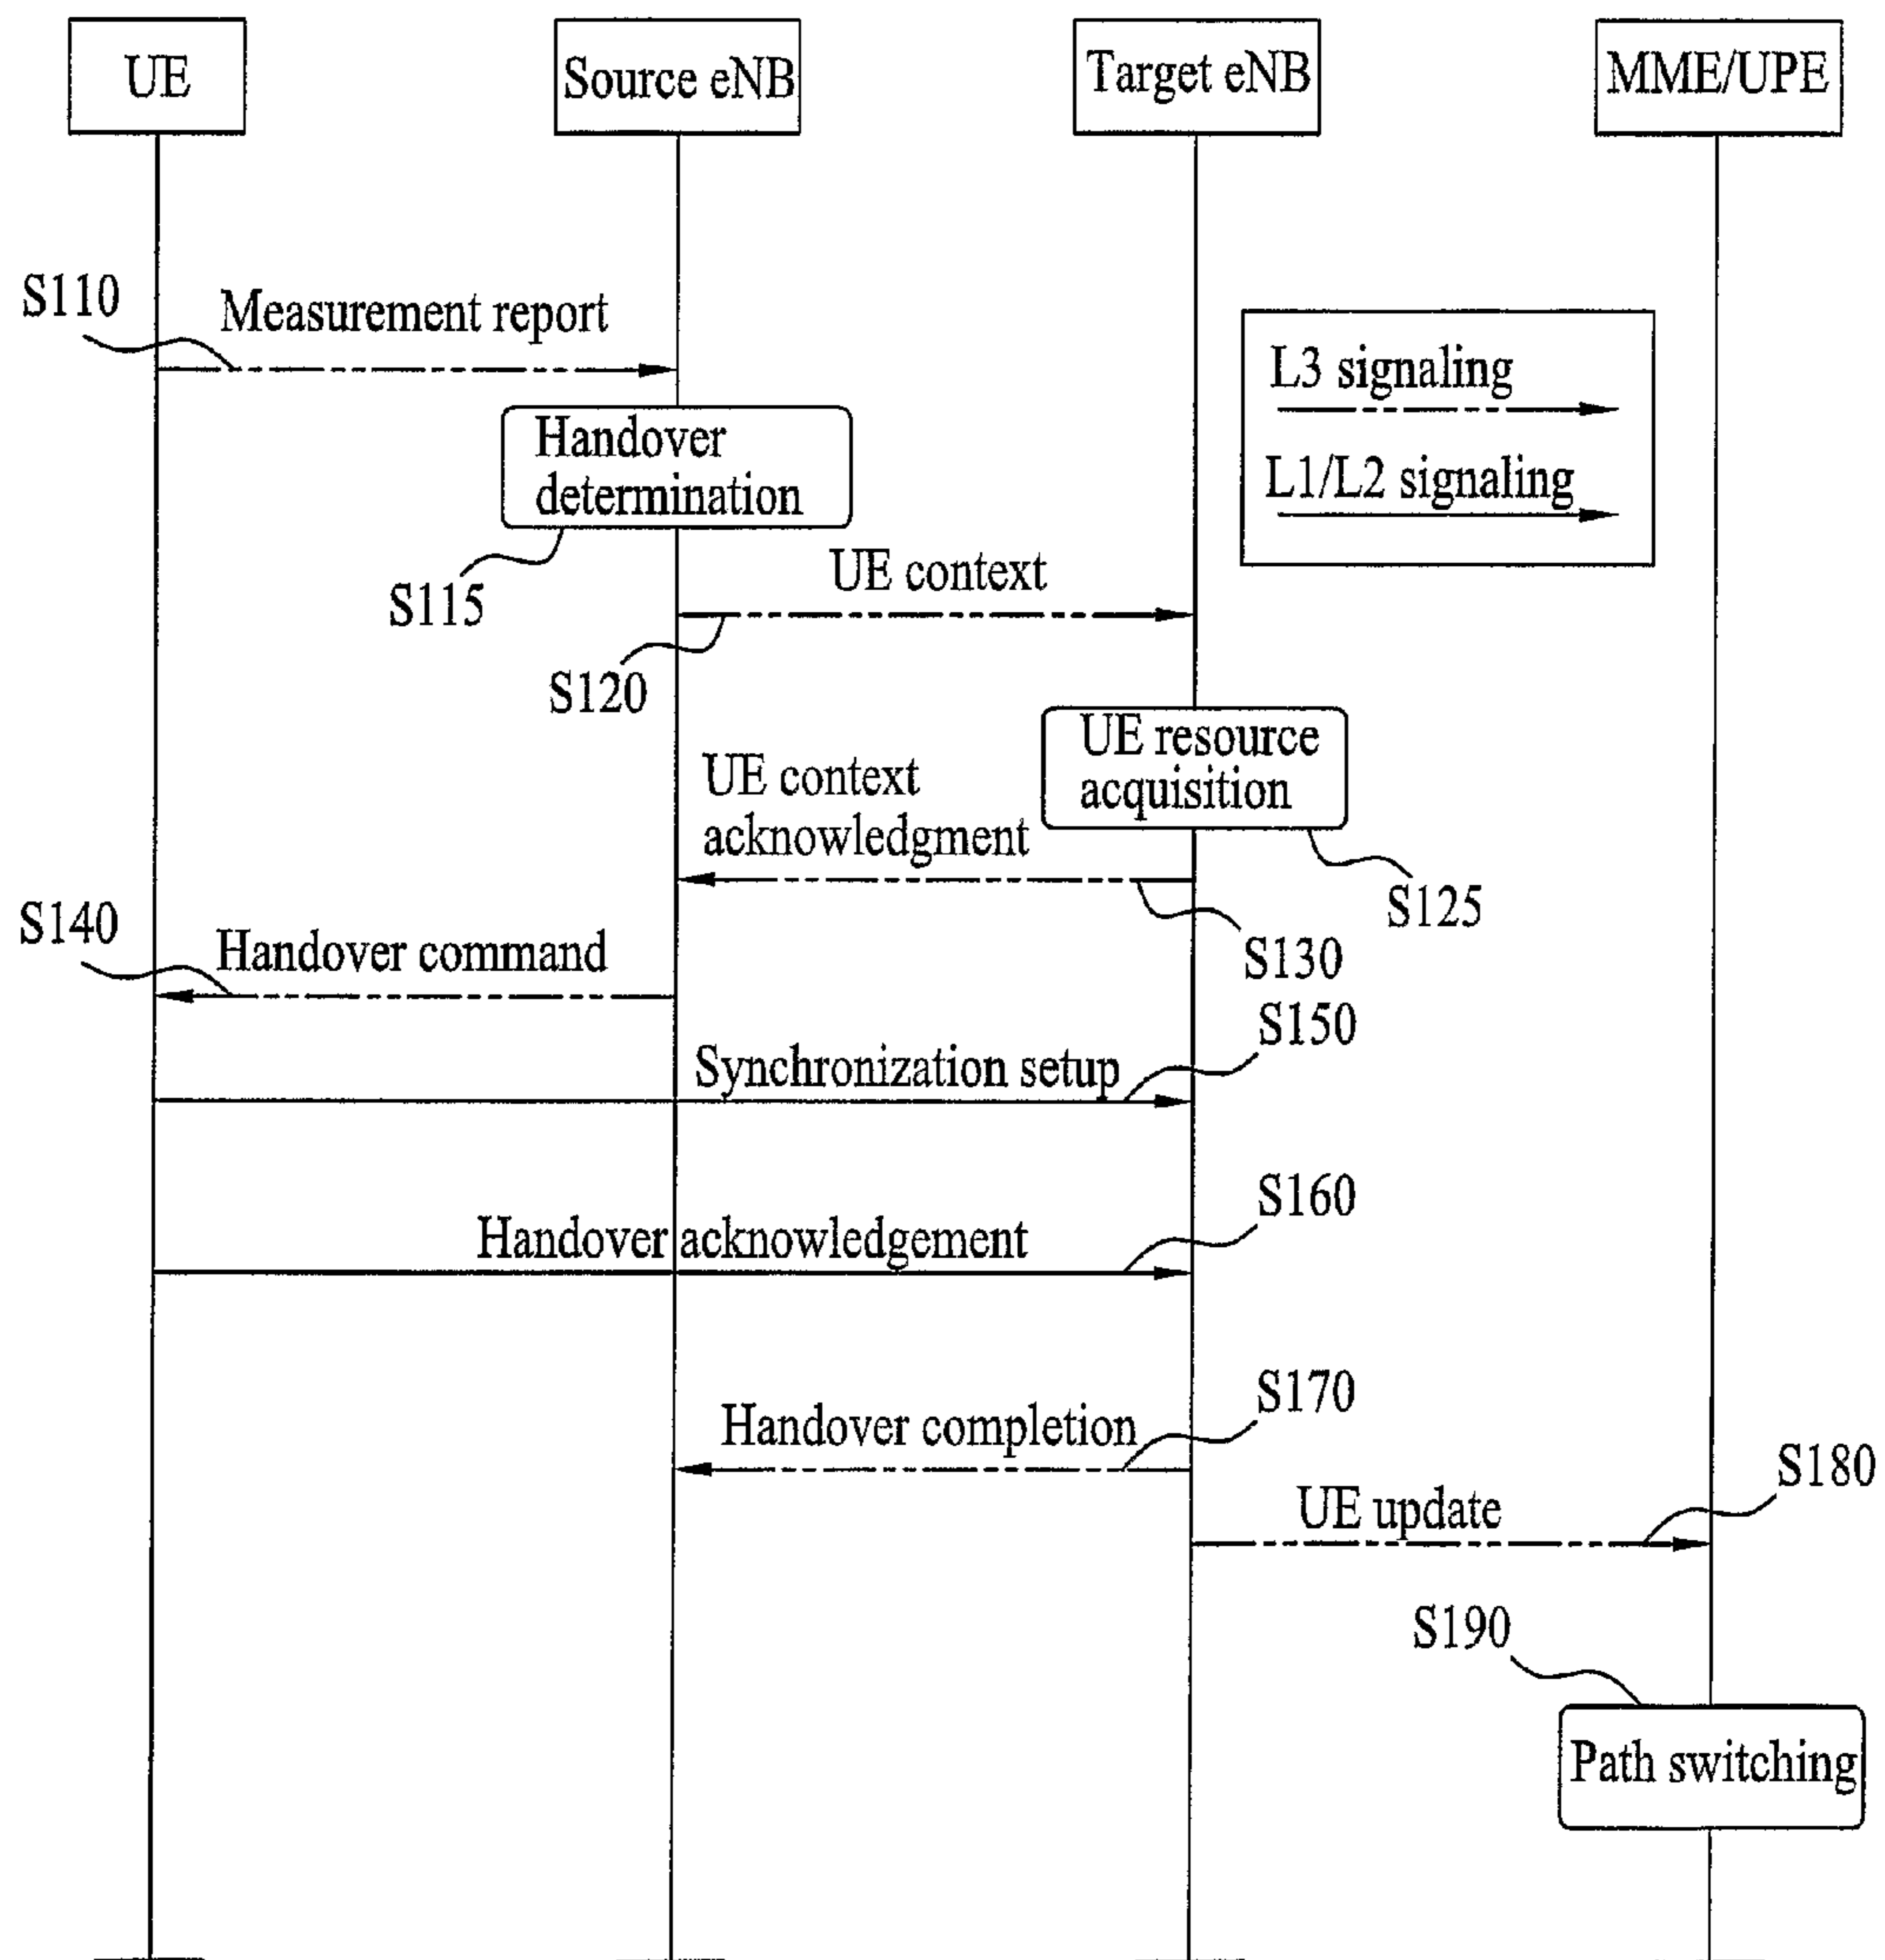 UE
Source eNB
Target eNB
MME/UPE
S110
Measurement report
L3 signaling
Handover
determination
L1/L2 signaling
S115
UE context
S120
UE resource
acquisition
UE context
acknowledgment
S125
S130
S140
Handover command
S150
Synchronization setup
S160
Handover acknowledgement
S170
Handover completion
S180
UE update
S190
Path switching